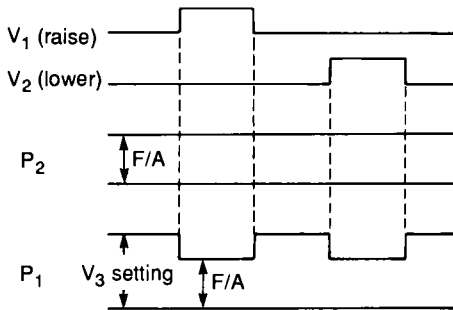 V₁ (raise)
V₂ (lower)
F/A
P₂
P₁ V₃ setting
F/A